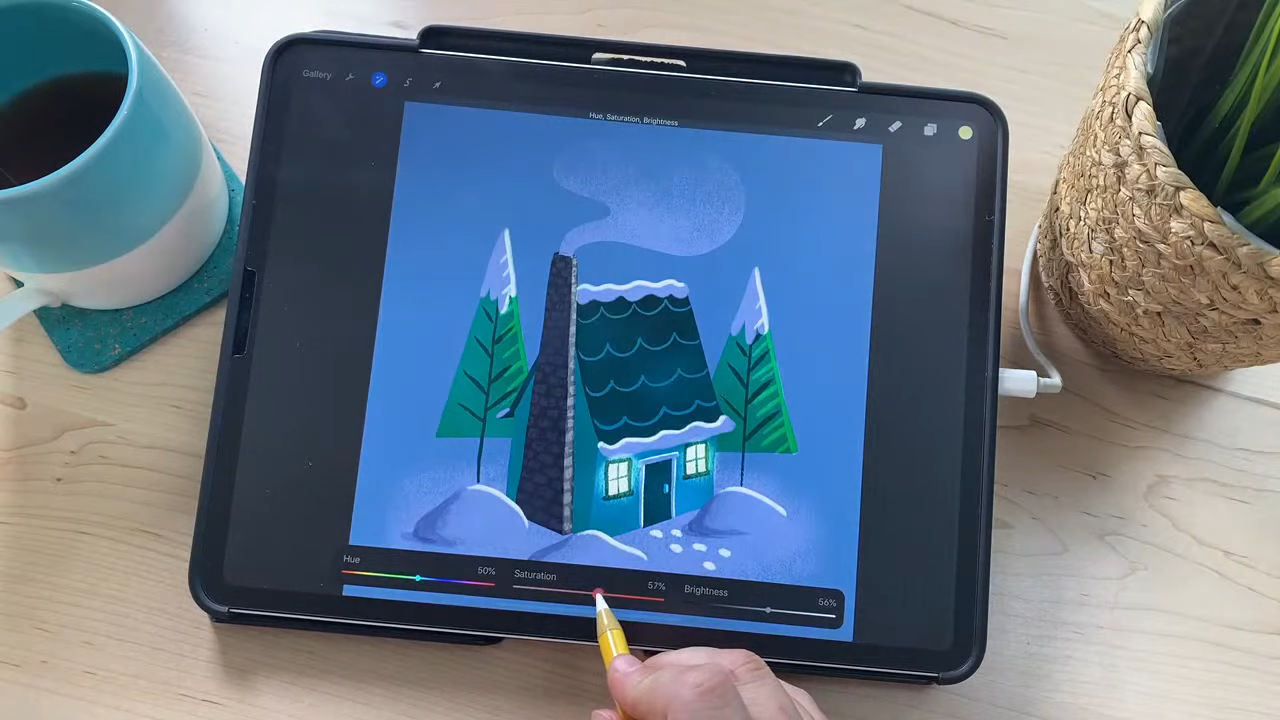 Gallery
Hue, Saturation, Brightness
Hue 50%
Saturation 57%
Brightness 56%